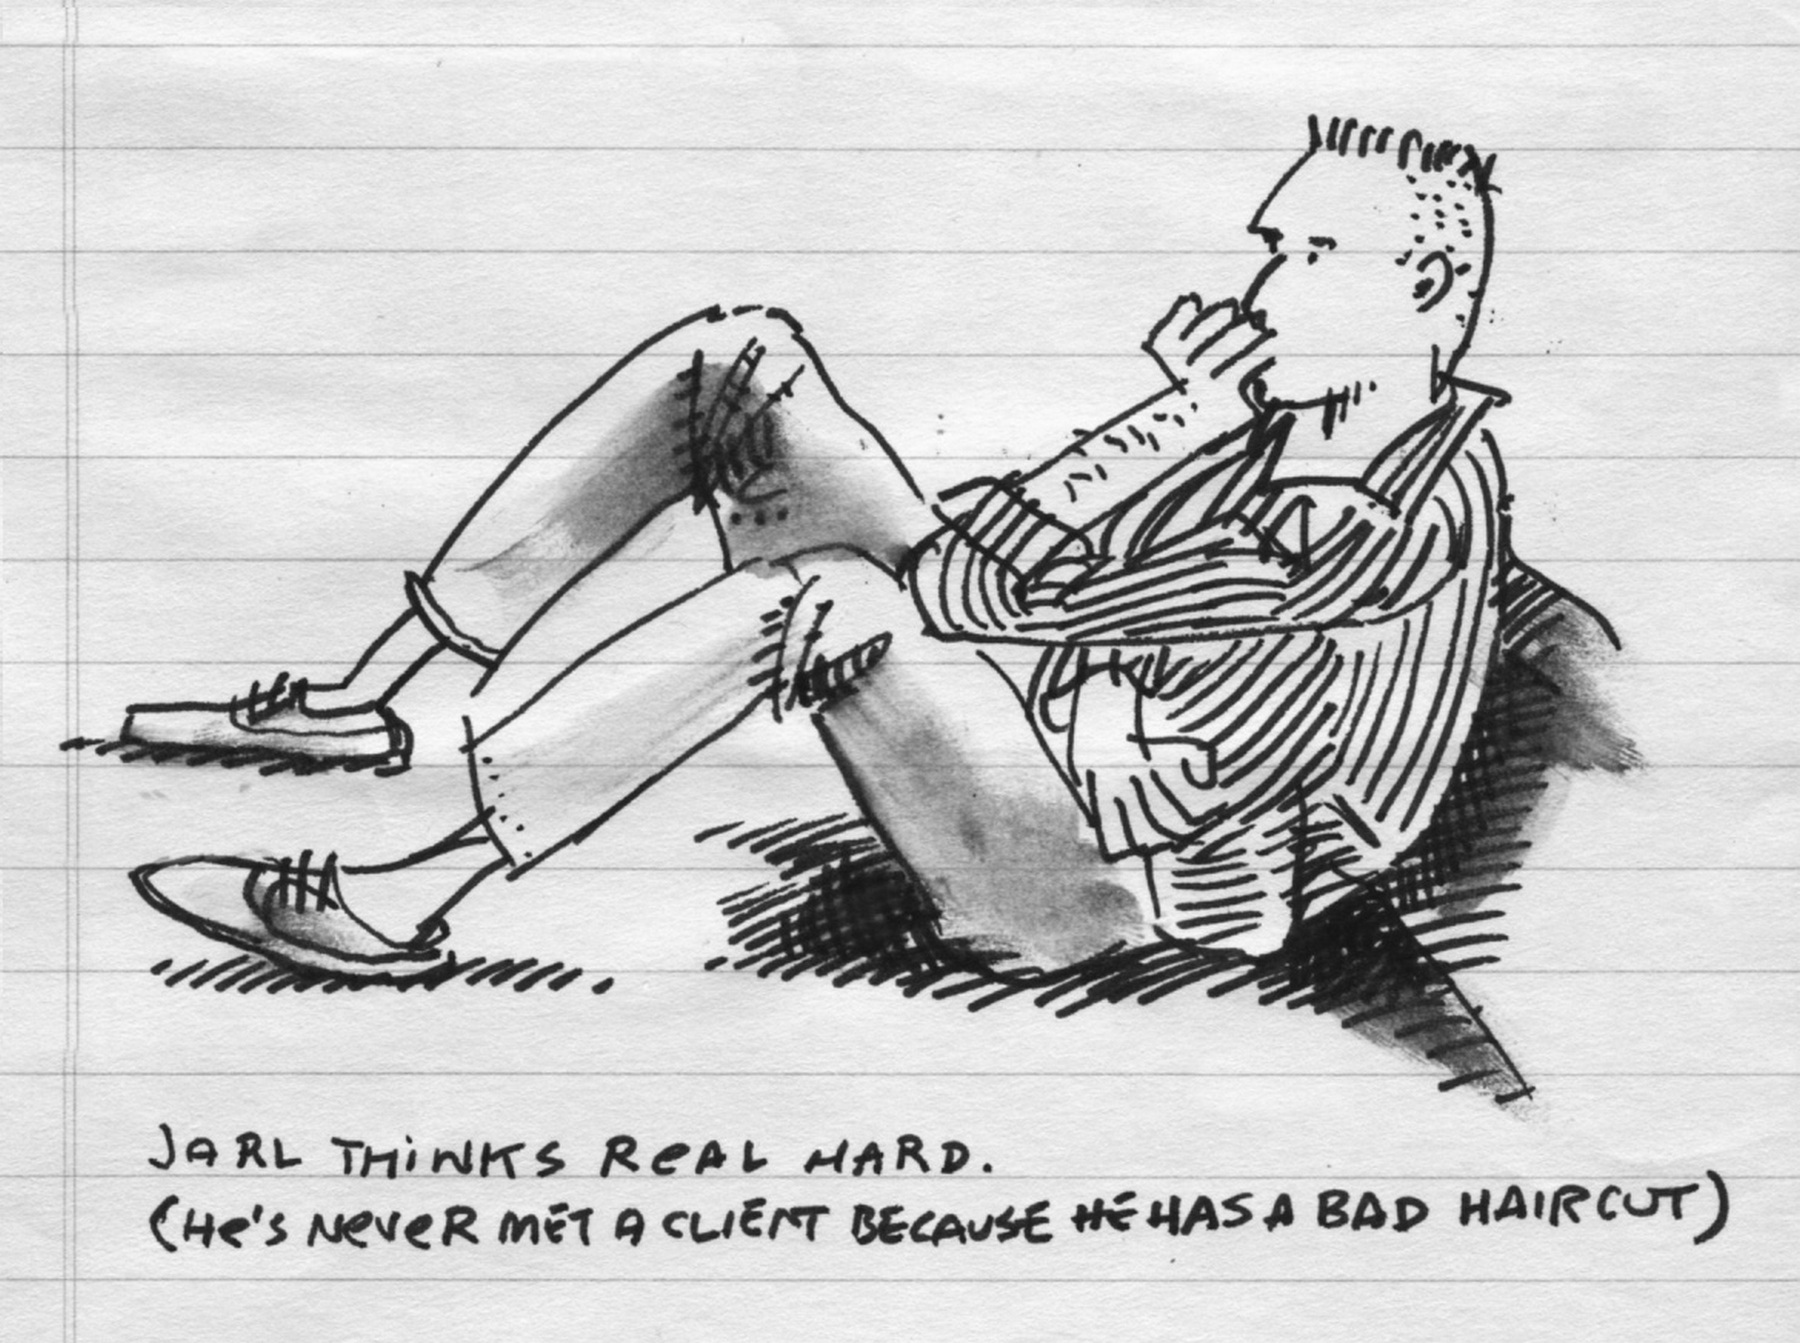 JARL THINKS REAL HARD.
(HE'S NEVER MET A CLIENT BECAUSE HE HAS A BAD HAIRCUT)